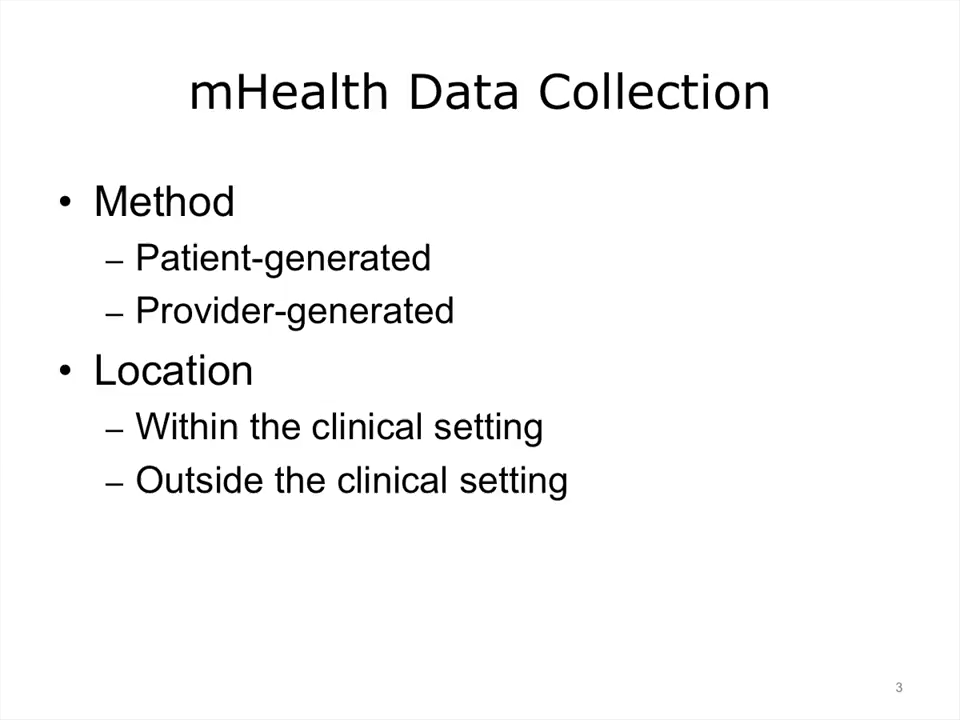 mHealth Data Collection
• Method
– Patient-generated
– Provider-generated
• Location
– Within the clinical setting
– Outside the clinical setting
3